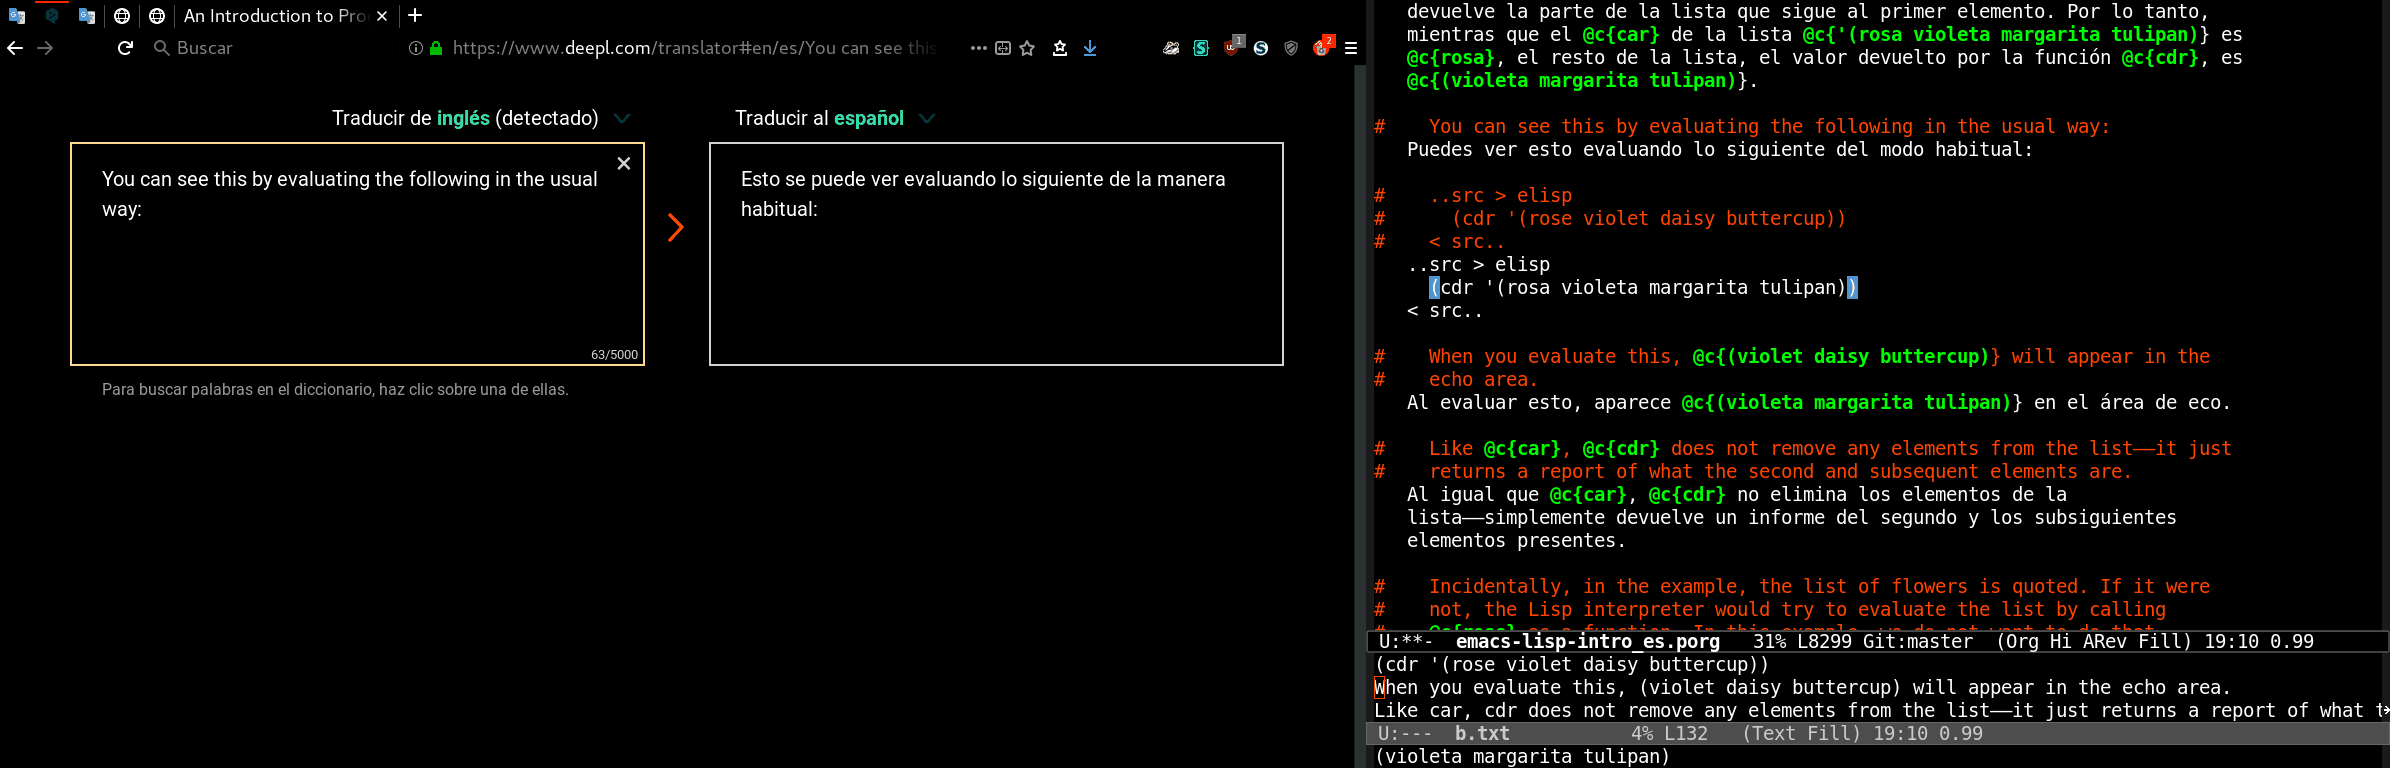 An Introduction to Pro
Buscar
https://www.deepl.com/translator#en/es/You can see this
1
2
Traducir de inglés (detectado)
Traducir al español
You can see this by evaluating the following in the usual
way:
63/5000
Esto se puede ver evaluando lo siguiente de la manera
habitual:
Para buscar palabras en el diccionario, haz clic sobre una de ellas.
devuelve la parte de la lista que sigue al primer elemento. Por lo tanto,
mientras que el @c{car} de la lista @c{'(rosa violeta margarita tulipan)} es
@c{rosa}, el resto de la lista, el valor devuelto por la función @c{cdr}, es
@c{(violeta margarita tulipan)}.
#    You can see this by evaluating the following in the usual way:
Puedes ver esto evaluando lo siguiente del modo habitual:
#    ..src > elisp
#      (cdr '(rose violet daisy buttercup))
#    < src..
..src > elisp
(cdr '(rosa violeta margarita tulipan))
< src..
#    When you evaluate this, @c{(violet daisy buttercup)} will appear in the
#    echo area.
Al evaluar esto, aparece @c{(violeta margarita tulipan)} en el área de eco.
#    Like @c{car}, @c{cdr} does not remove any elements from the list——it just
#    returns a report of what the second and subsequent elements are.
Al igual que @c{car}, @c{cdr} no elimina los elementos de la
lista——simplemente devuelve un informe del segundo y los subsiguientes
elementos presentes.
#    Incidentally, in the example, the list of flowers is quoted. If it were
#    not, the Lisp interpreter would try to evaluate the list by calling
#    @c{rose} as a function. In this example, we do not want to do that.
U:**-  emacs-lisp-intro_es.porg   31% L8299 Git:master  (Org Hi ARev Fill) 19:10 0.99
(cdr '(rose violet daisy buttercup))
When you evaluate this, (violet daisy buttercup) will appear in the echo area.
Like car, cdr does not remove any elements from the list——it just returns a report of what t
U:---  b.txt           4% L132   (Text Fill) 19:10 0.99
(violeta margarita tulipan)